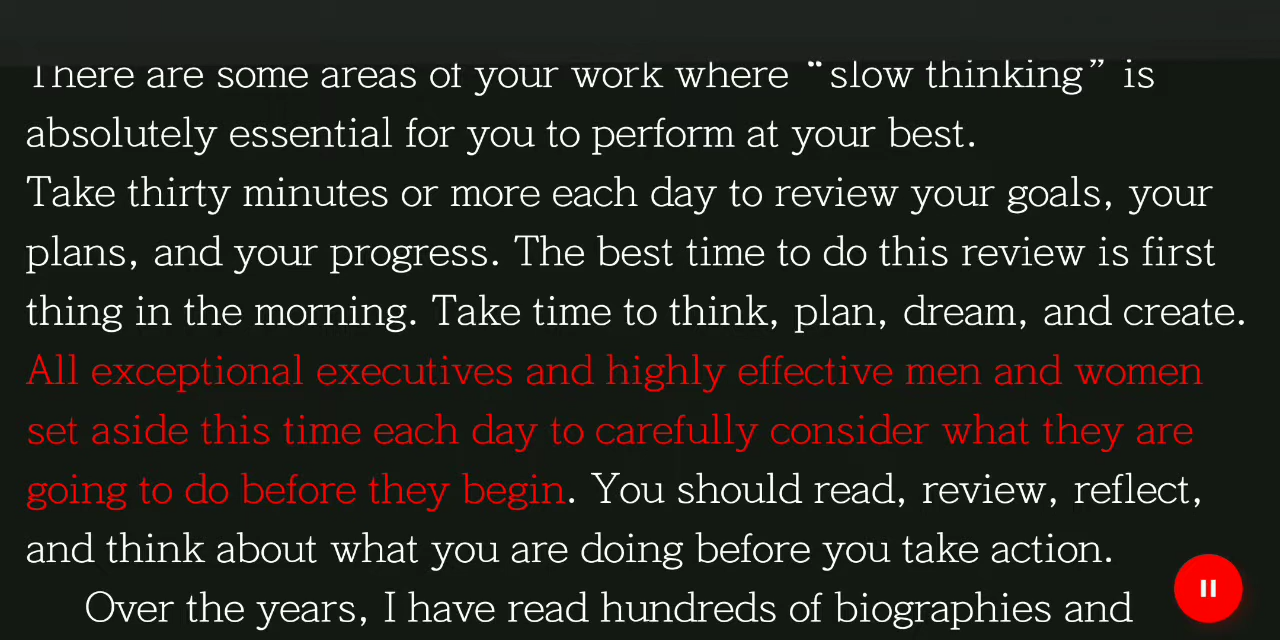 There are some areas of your work where “slow thinking” is
absolutely essential for you to perform at your best.
Take thirty minutes or more each day to review your goals, your
plans, and your progress. The best time to do this review is first
thing in the morning. Take time to think, plan, dream, and create.
All exceptional executives and highly effective men and women
set aside this time each day to carefully consider what they are
going to do before they begin. You should read, review, reflect,
and think about what you are doing before you take action.
Over the years, I have read hundreds of biographies and